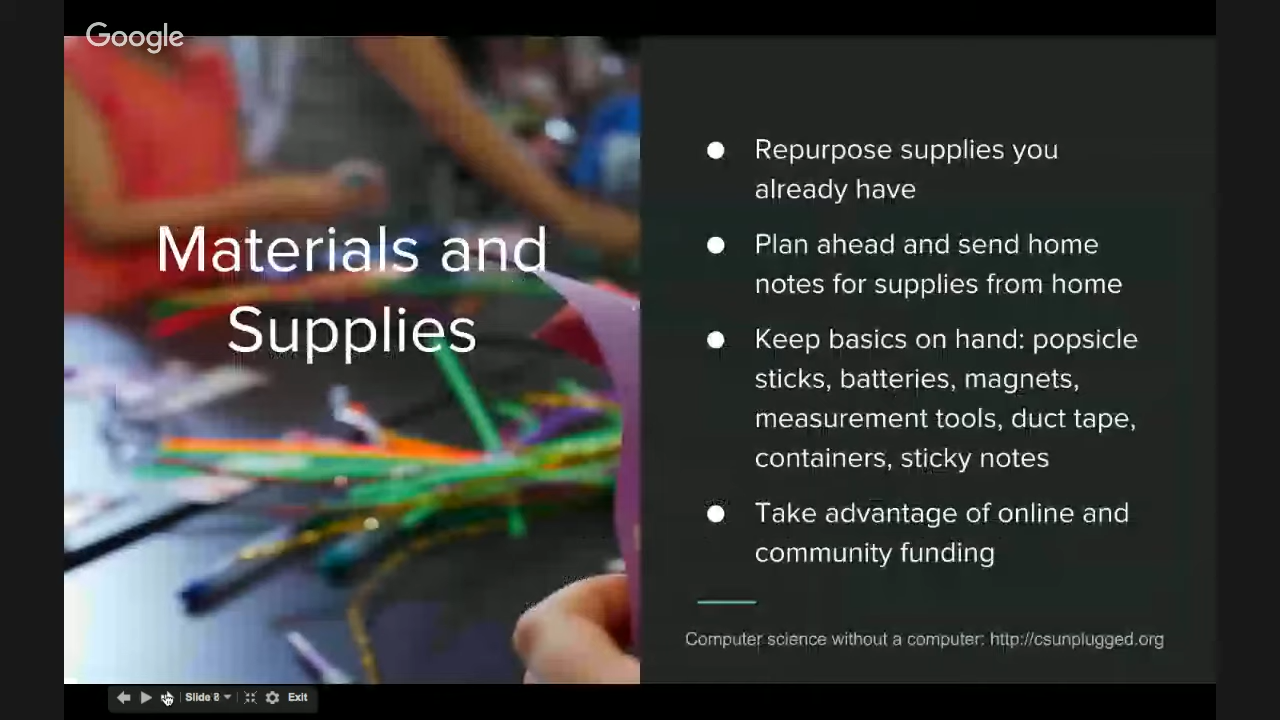 Google
Materials and
Supplies
● Repurpose supplies you
already have
● Plan ahead and send home
notes for supplies from home
● Keep basics on hand: popsicle
sticks, batteries, magnets,
measurement tools, duct tape,
containers, sticky notes
● Take advantage of online and
community funding
Computer science without a computer: http://csunplugged.org
Slide 8
Exit